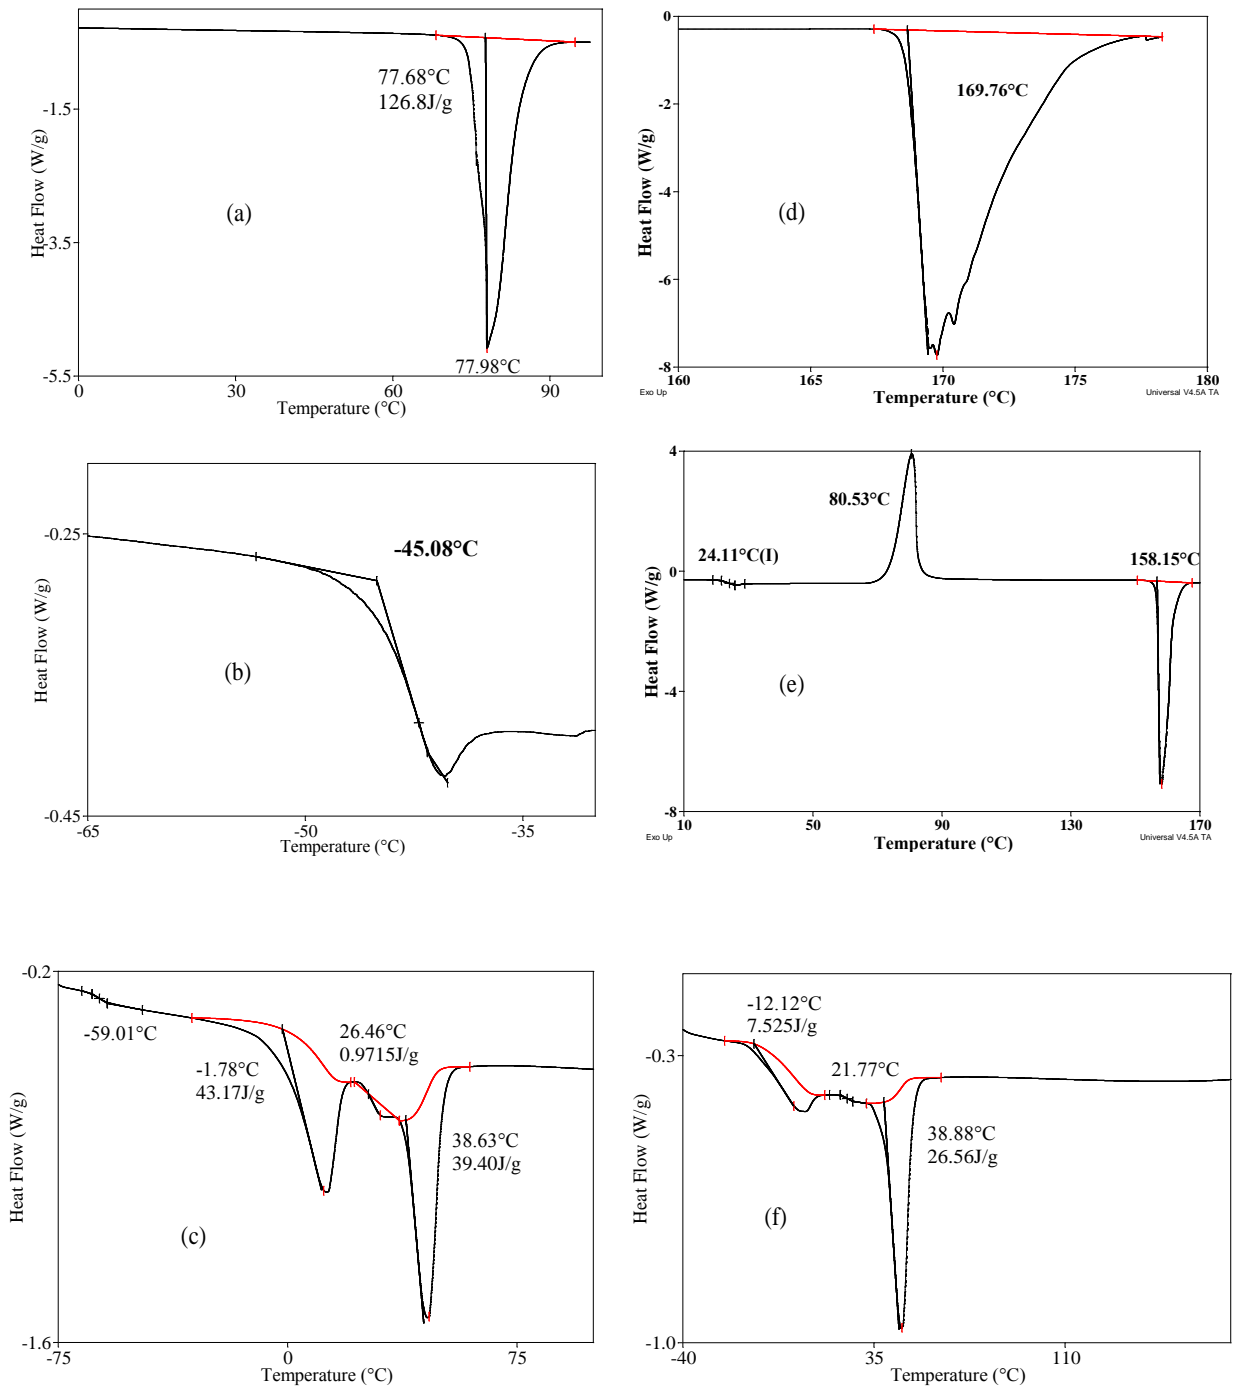 77.68°C
126.8J/g
-1.5
Heat Flow (W/g)
(a)
-3.5
77.98°C
-5.5
0
30
60
90
Temperature (°C)
0
169.76°C
-2
Heat Flow (W/g)
(d)
-4
-6
-8
160
165
170
175
180
Exo Up
Temperature (°C)
Universal V4.5A TA
-0.25
-45.08°C
Heat Flow (W/g)
(b)
-0.45
-65
-50
-35
Temperature (°C)
4
80.53°C
24.11°C(I)
158.15°C
0
Heat Flow (W/g)
(e)
-4
-8
10
50
90
130
170
Exo Up
Temperature (°C)
Universal V4.5A TA
-0.2
-59.01°C
26.46°C
0.9715J/g
-1.78°C
43.17J/g
38.63°C
39.40J/g
Heat Flow (W/g)
(c)
-1.6
-75
0
75
Temperature (°C)
-12.12°C
7.525J/g
-0.3
21.77°C
38.88°C
26.56J/g
Heat Flow (W/g)
(f)
-1.0
-40
35
110
Temperature (°C)